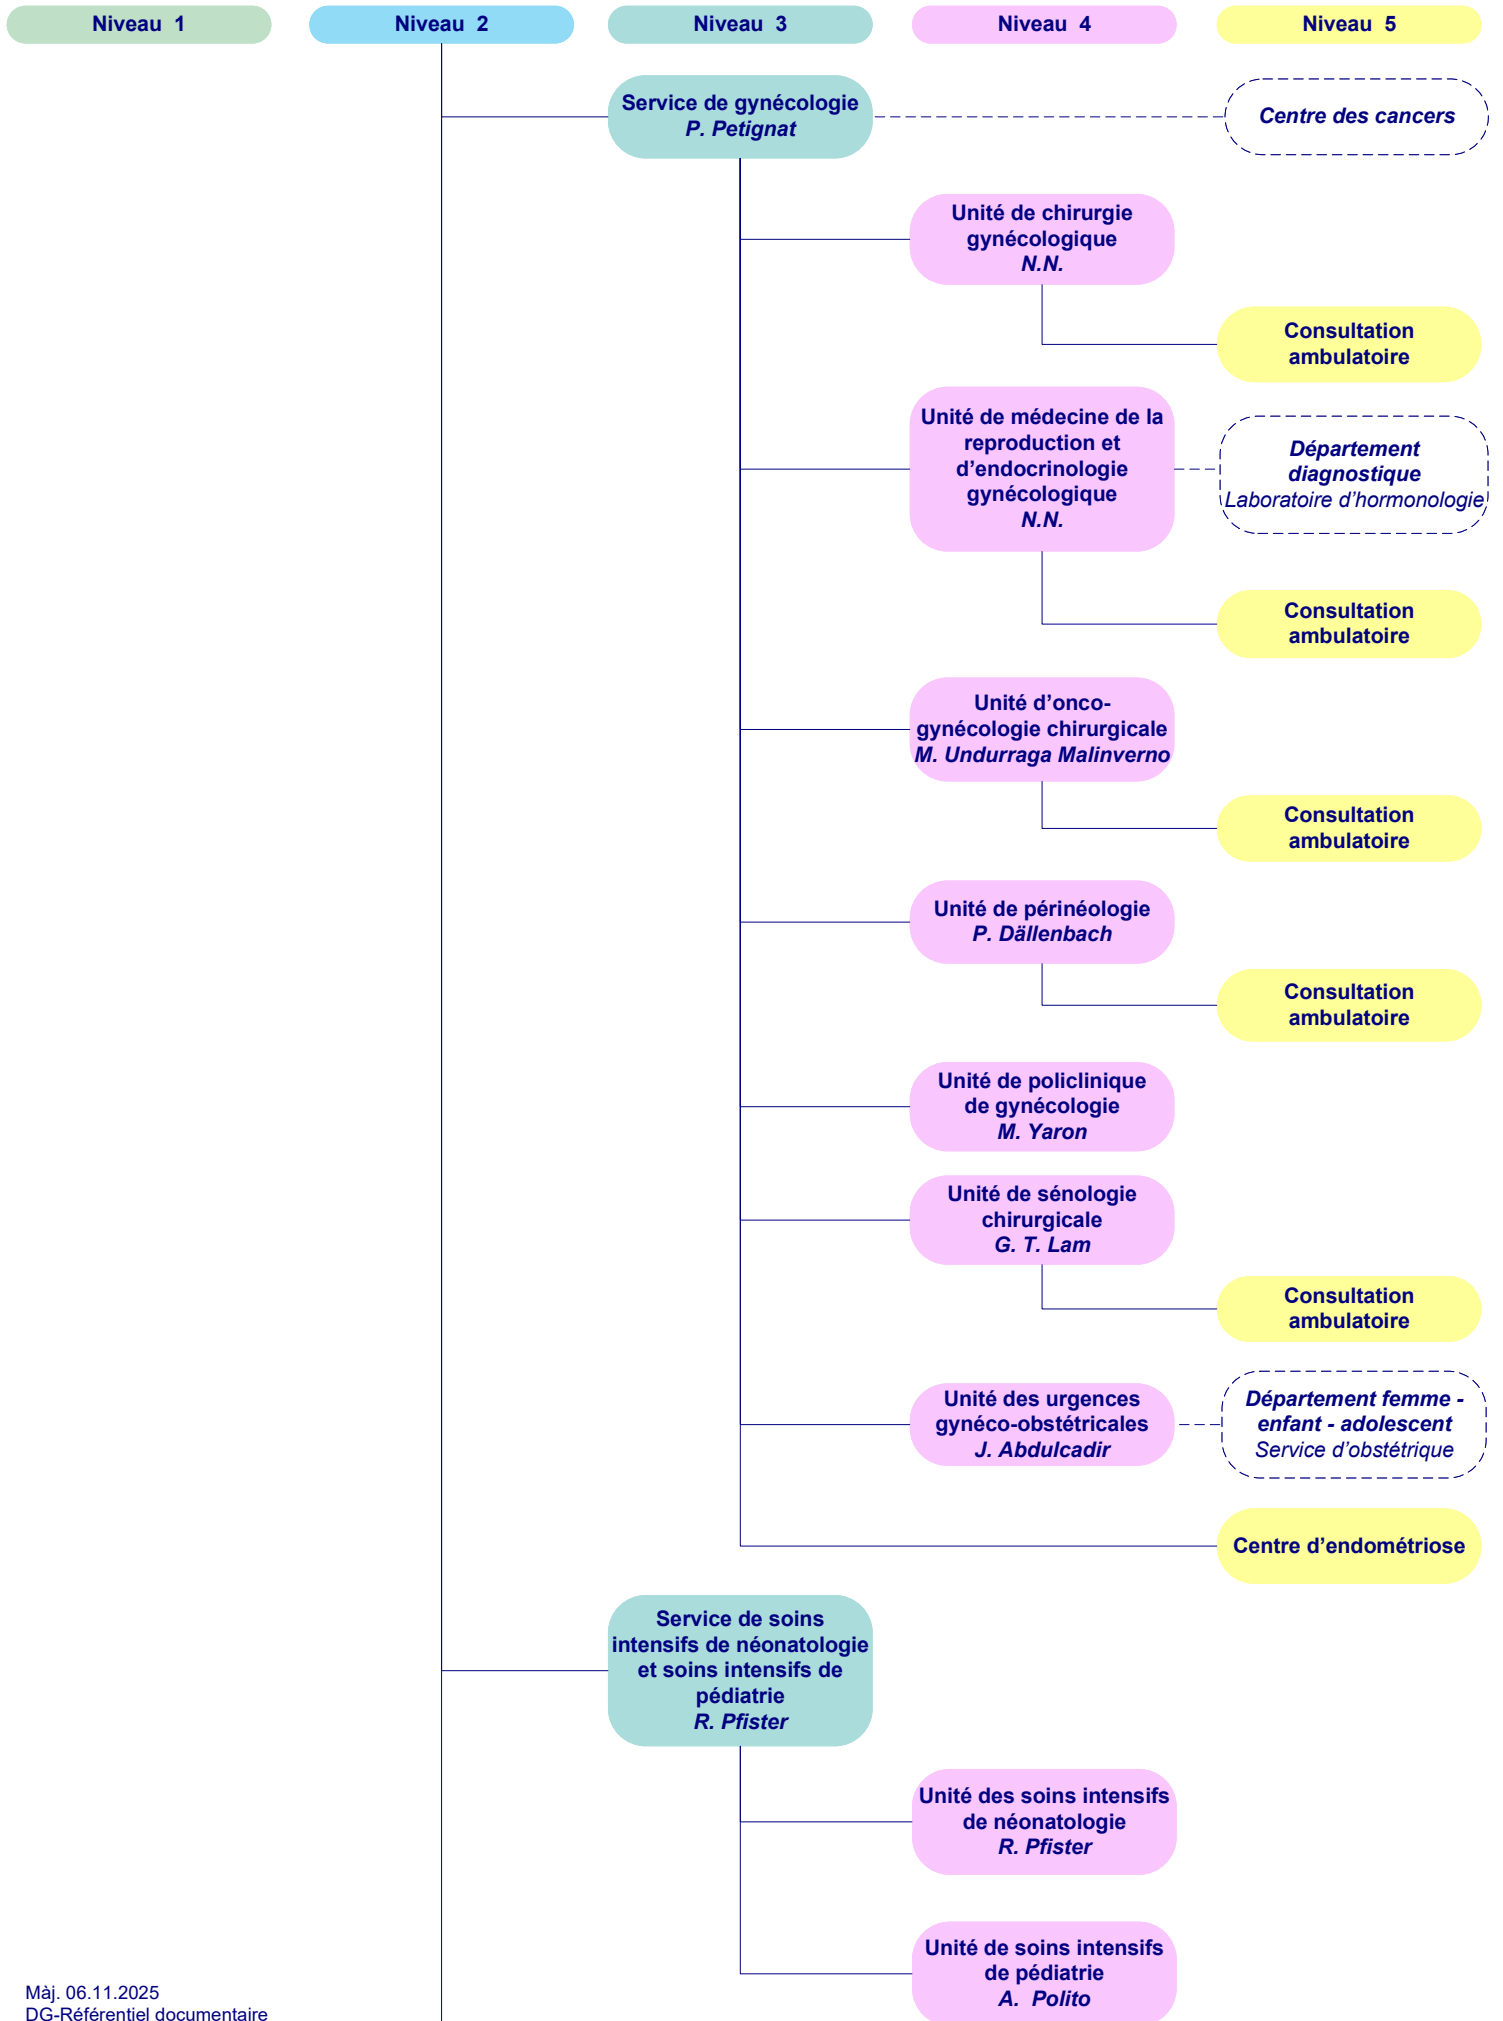 Niveau 1
Niveau 2
Niveau 3
Niveau 4
Niveau 5
Service de gynécologie
P. Petignat
Centre des cancers
Unité de chirurgie
gynécologique
N.N.
Consultation
ambulatoire
Unité de médecine de la
reproduction et
d’endocrinologie
gynécologique
N.N.
Département
diagnostique
Laboratoire d’hormonologie
Consultation
ambulatoire
Unité d’onco-
gynécologie chirurgicale
M. Undurraga Malinverno
Consultation
ambulatoire
Unité de périnéologie
P. Dällenbach
Consultation
ambulatoire
Unité de policlinique
de gynécologie
M. Yaron
Unité de sénologie
chirurgicale
G. T. Lam
Consultation
ambulatoire
Unité des urgences
gynéco-obstétricales
J. Abdulcadir
Département femme -
enfant - adolescent
Service d’obstétrique
Centre d’endométriose
Service de soins
intensifs de néonatologie
et soins intensifs de
pédiatrie
R. Pfister
Unité des soins intensifs
de néonatologie
R. Pfister
Unité de soins intensifs
de pédiatrie
A. Polito
Màj. 06.11.2025
DG-Référentiel documentaire